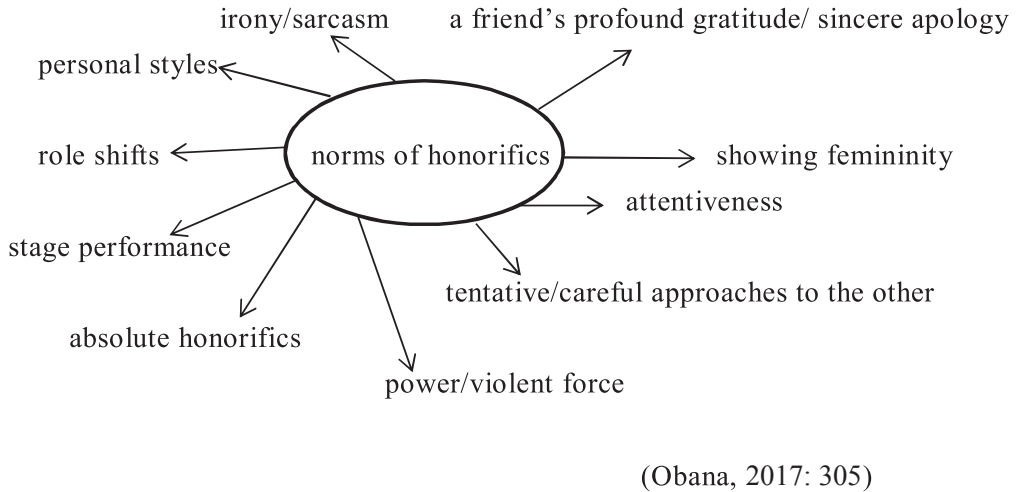 irony/sarcasm
a friend’s profound gratitude/ sincere apology
personal styles
role shifts
norms of honorifics
showing femininity
attentiveness
stage performance
tentative/careful approaches to the other
absolute honorifics
power/violent force
(Obana, 2017: 305)